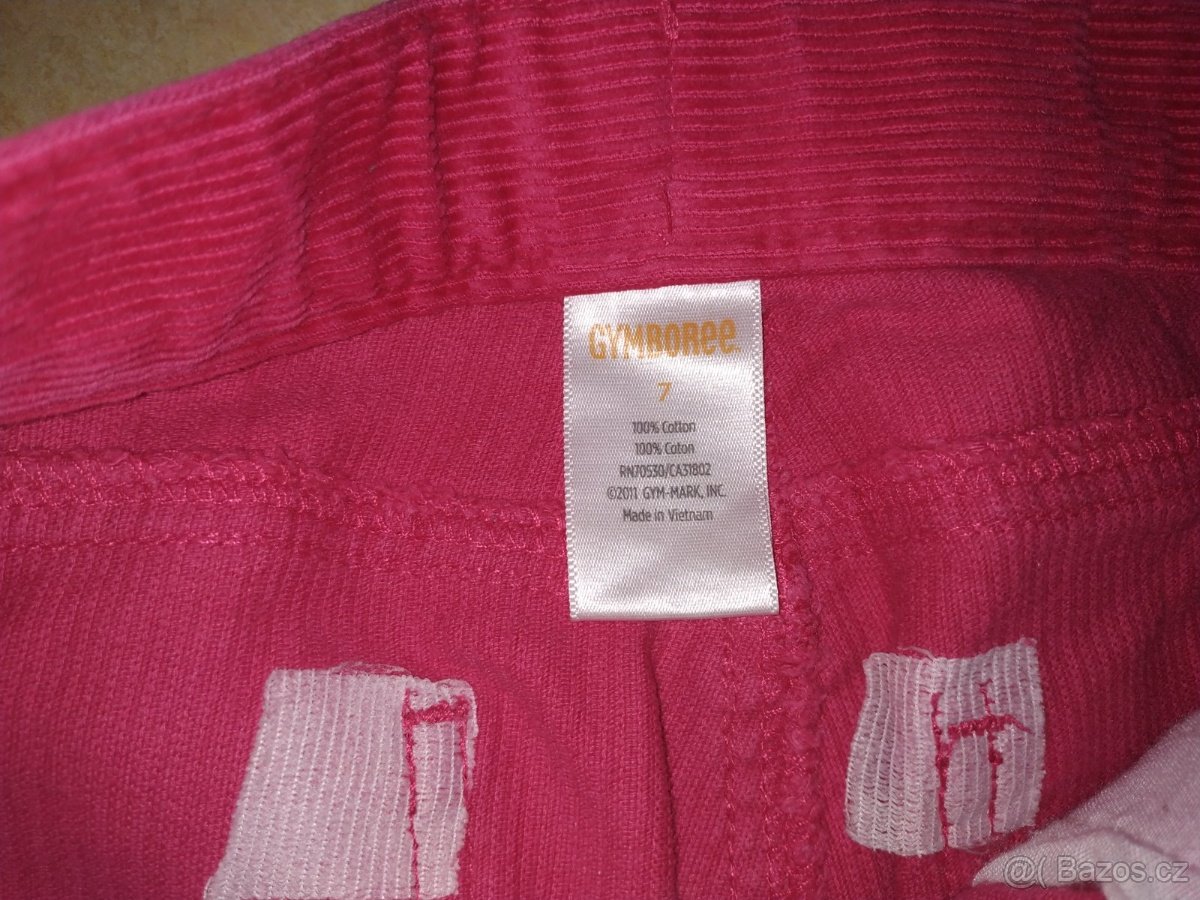 GYMBOREE
7
100% Cotton
100% Coton
RN70530/CA31802
©2011 GYM-MARK, INC.
Made in Vietnam
Bazos.cz